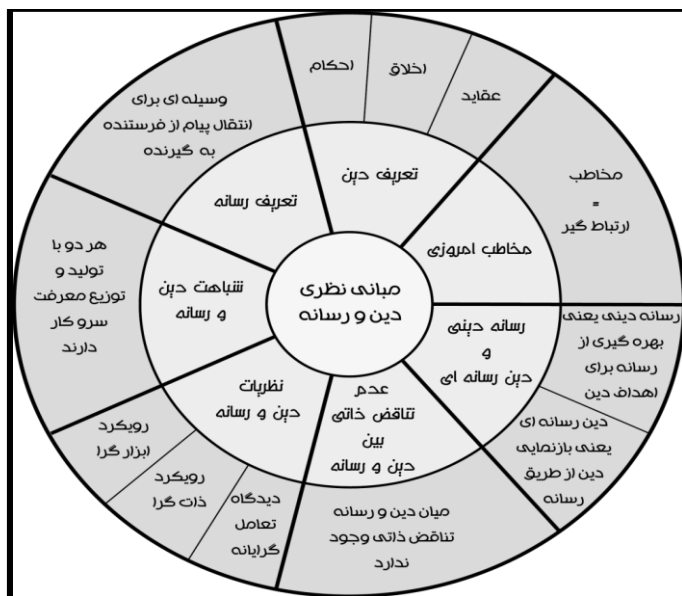 مبانی نظری
دین و رسانه
تعریف دین
عقاید
اخلاق
احکام
تعریف رسانه
وسیله ای برای
انتقال پیام از فرستنده
به گیرنده
شباهت دین
و رسانه
هر دو با
تولید و
توزیع معرفت
سرو کار
دارند
نظریات
دین و رسانه
رویکرد
ابزار گرا
رویکرد
ذات گرا
دیدگاه
تعامل
گرایانه
عدم
تناقض ذاتی
بین
دین و رسانه
میان دین و رسانه
تناقض ذاتی وجود
ندارد
رسانه دینی
و
دین رسانه ای
رسانه دینی یعنی
بهره گیری از
رسانه برای
اهداف دین
دین رسانه ای
یعنی بازنمایی
دین از طریق
رسانه
مخاطب امروزی
مخاطب
=
ارتباط گیر